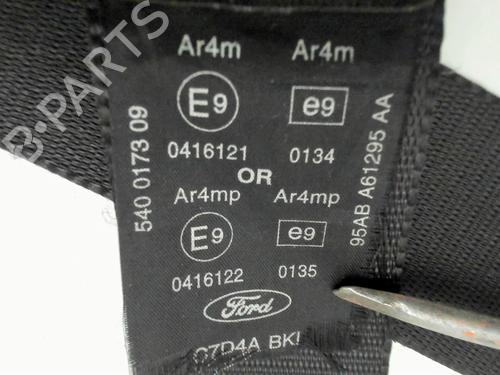 Ar4m Ar4m
E9 e9
0416121 0134
OR
Ar4mp Ar4mp
E9 e9
0416122 0135
Ford
540 0173 09
95AB A61295 AA
B-PARTS